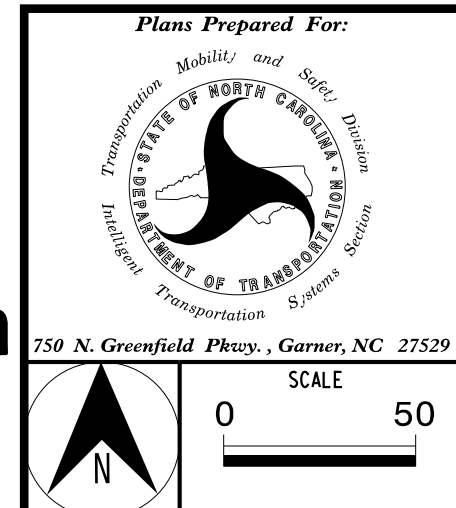 Plans Prepared For:
Transportation Mobility and Safety Division
STATE OF NORTH CAROLINA
DEPARTMENT OF TRANSPORTATION
Intelligent Transportation Systems Section
750 N. Greenfield Pkwy. , Garner, NC 27529
SCALE
0 50
N